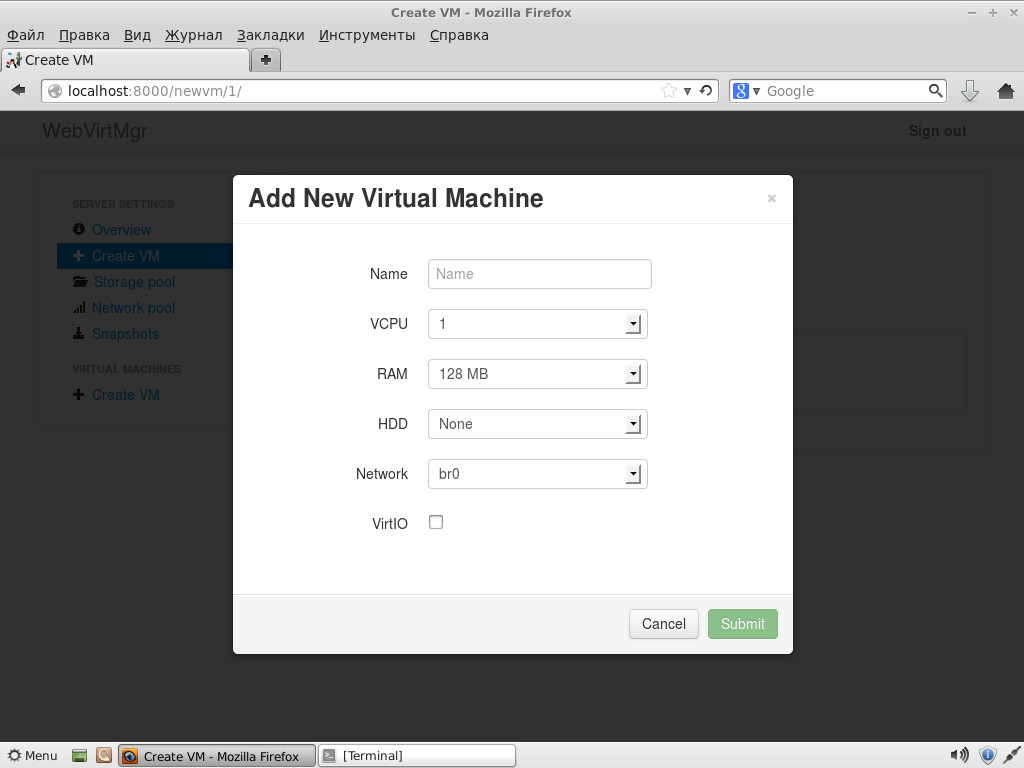 Create VM - Mozilla Firefox
Файл Правка Вид Журнал Закладки Инструменты Справка
Create VM
localhost:8000/newvm/1/
Google
WebVirtMgr
Sign out
Add New Virtual Machine
SERVER SETTINGS
Overview
Create VM
Storage pool
Network pool
Snapshots
VIRTUAL MACHINES
Create VM
Name Name
VCPU 1
RAM 128 MB
HDD None
Network br0
VirtIO
Cancel Submit
Menu Create VM - Mozilla Firefox [Terminal]